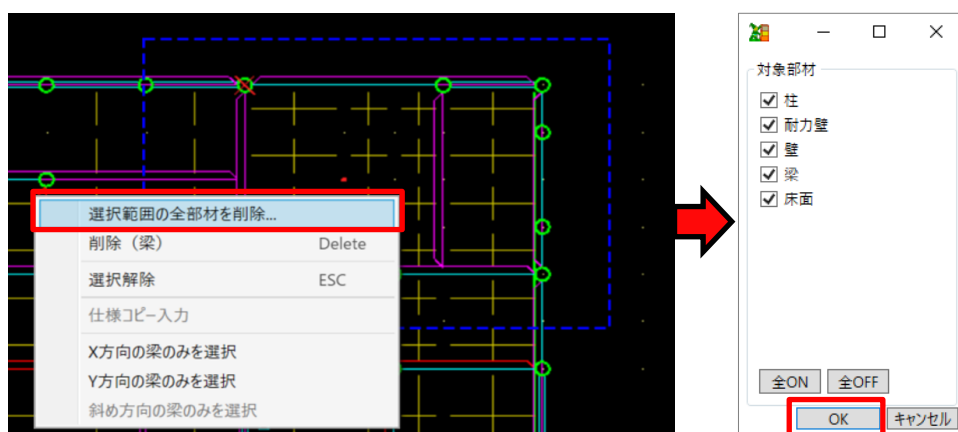 選択範囲の全部材を削除...
削除（梁） Delete
選択解除 ESC
仕様コピー入力
X方向の梁のみを選択
Y方向の梁のみを選択
斜め方向の梁のみを選択
対象部材
柱
耐力壁
壁
梁
床面
全ON 全OFF
OK キャンセル